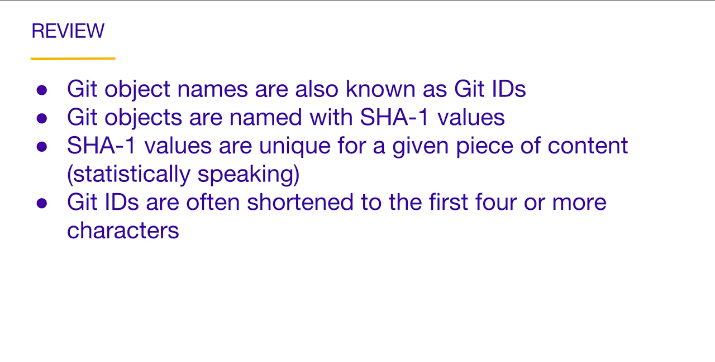 REVIEW
● Git object names are also known as Git IDs
● Git objects are named with SHA-1 values
● SHA-1 values are unique for a given piece of content
(statistically speaking)
● Git IDs are often shortened to the first four or more
characters